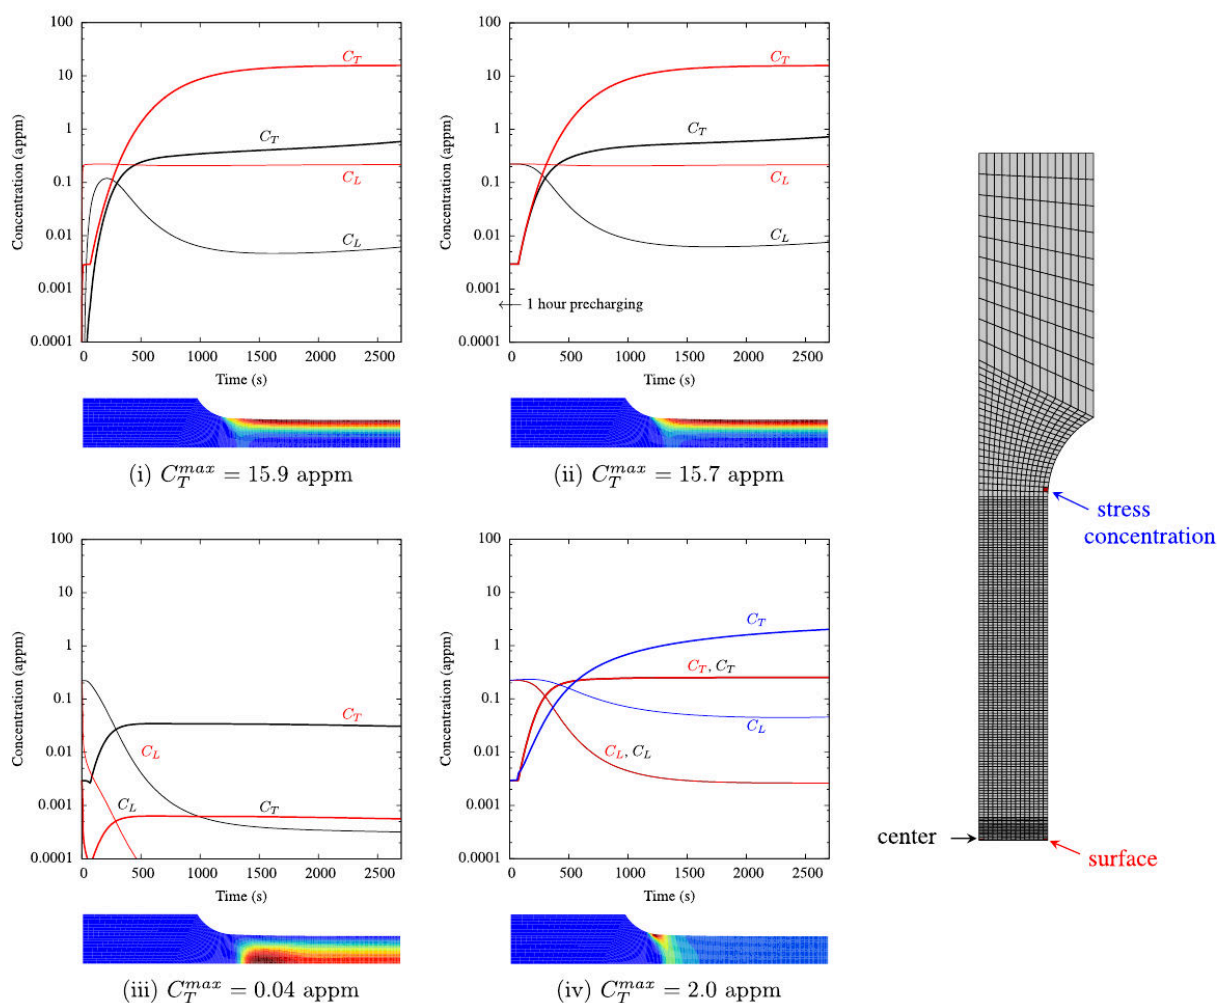 100
10
1
0.1
0.01
0.001
0.0001
Concentration (appm)
C_T
C_T
C_L
C_L
0 500 1000 1500 2000 2500
Time (s)
(i) C_T^{max} = 15.9 appm
100
10
1
0.1
0.01
0.001
0.0001
Concentration (appm)
C_T
C_T
C_L
C_L
1 hour precharging
0 500 1000 1500 2000 2500
Time (s)
(ii) C_T^{max} = 15.7 appm
100
10
1
0.1
0.01
0.001
0.0001
Concentration (appm)
C_T
C_L
C_L
C_T
0 500 1000 1500 2000 2500
Time (s)
(iii) C_T^{max} = 0.04 appm
100
10
1
0.1
0.01
0.001
0.0001
Concentration (appm)
C_T
C_T, C_T
C_L
C_L, C_L
0 500 1000 1500 2000 2500
Time (s)
(iv) C_T^{max} = 2.0 appm
stress
concentration
center
surface